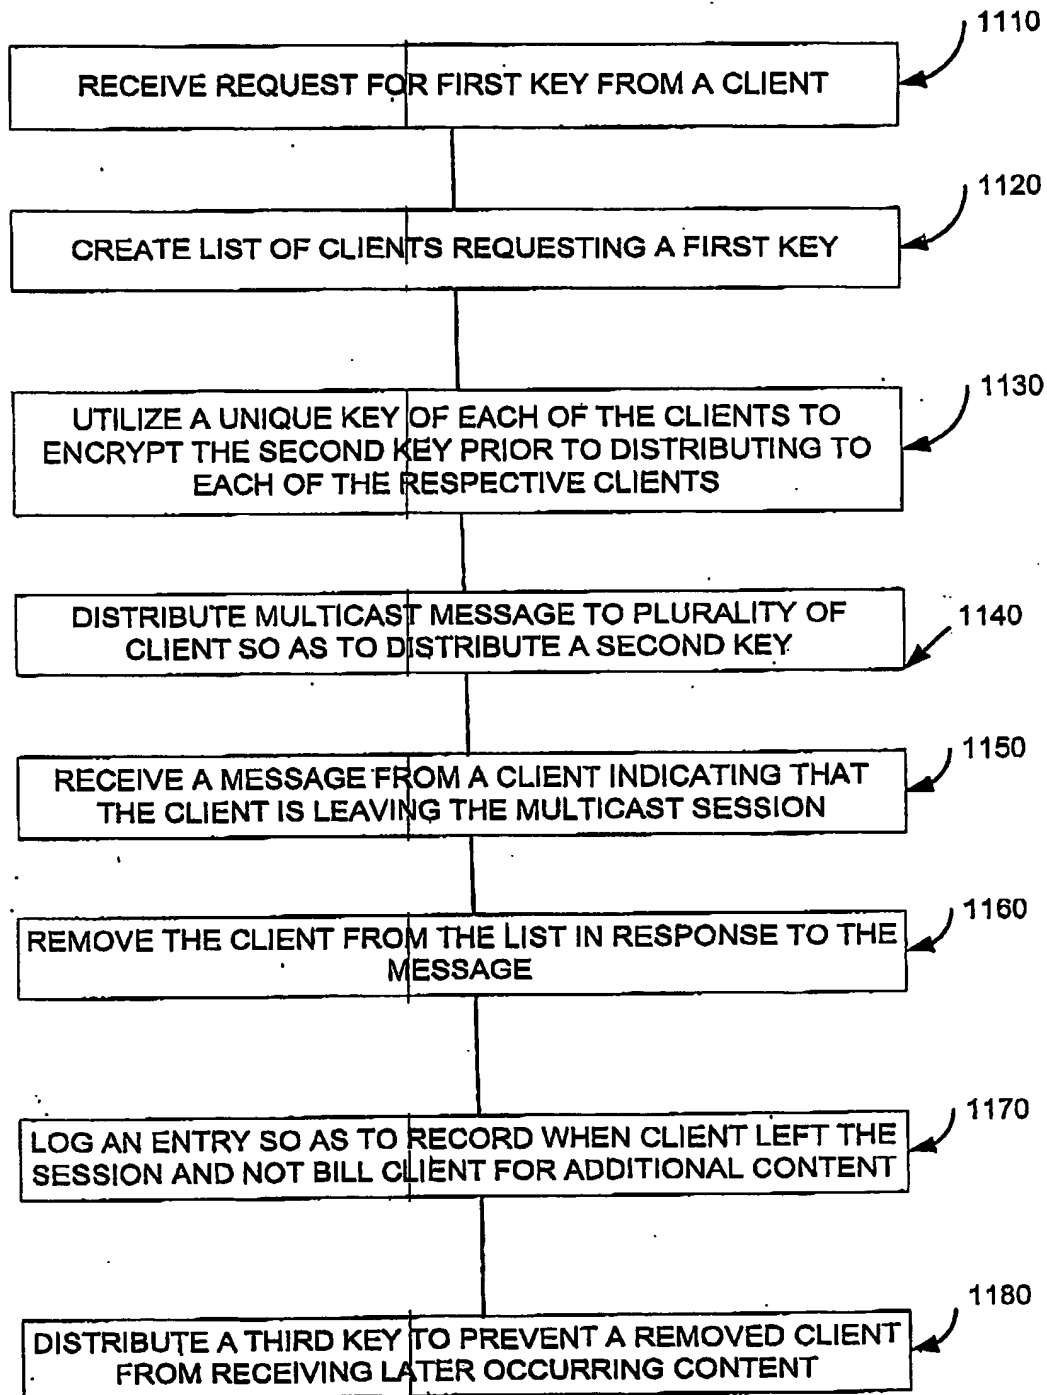 1110
RECEIVE REQUEST FOR FIRST KEY FROM A CLIENT
1120
CREATE LIST OF CLIENTS REQUESTING A FIRST KEY
1130
UTILIZE A UNIQUE KEY OF EACH OF THE CLIENTS TO
ENCRYPT THE SECOND KEY PRIOR TO DISTRIBUTING TO
EACH OF THE RESPECTIVE CLIENTS
1140
DISTRIBUTE MULTICAST MESSAGE TO PLURALITY OF
CLIENT SO AS TO DISTRIBUTE A SECOND KEY
1150
RECEIVE A MESSAGE FROM A CLIENT INDICATING THAT
THE CLIENT IS LEAVING THE MULTICAST SESSION
1160
REMOVE THE CLIENT FROM THE LIST IN RESPONSE TO THE
MESSAGE
1170
LOG AN ENTRY SO AS TO RECORD WHEN CLIENT LEFT THE
SESSION AND NOT BILL CLIENT FOR ADDITIONAL CONTENT
1180
DISTRIBUTE A THIRD KEY TO PREVENT A REMOVED CLIENT
FROM RECEIVING LATER OCCURRING CONTENT